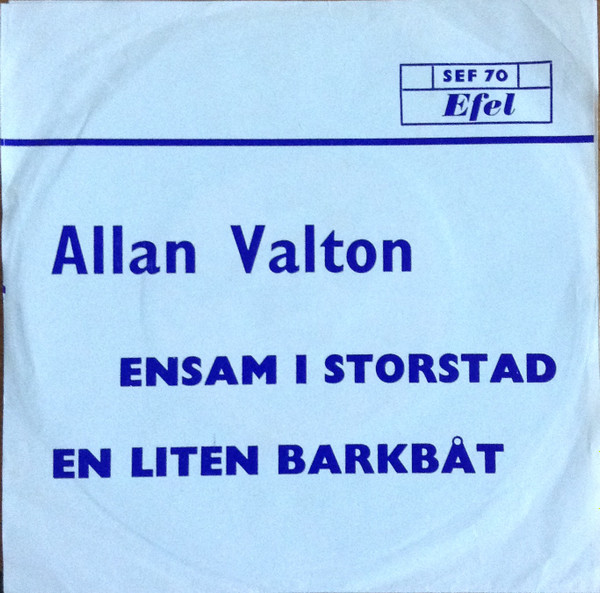 SEF 70
Efel
Allan Valton
ENSAM I STORSTAD
EN LITEN BARKBÅT